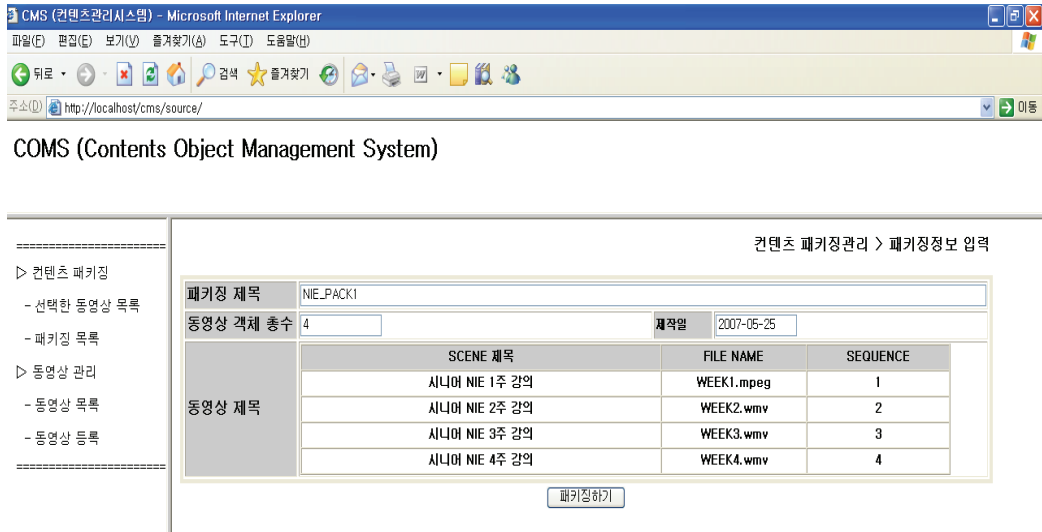 CMS (컨텐츠관리시스템) - Microsoft Internet Explorer
파일(F) 편집(E) 보기(V) 즐겨찾기(A) 도구(T) 도움말(H)
뒤로 검색 즐겨찾기
주소(D) http://localhost/cms/source/ 이동
COMS (Contents Object Management System)
=======================
▷ 컨텐츠 패키징
- 선택한 동영상 목록
- 패키징 목록
▷ 동영상 관리
- 동영상 목록
- 동영상 등록
=======================
컨텐츠 패키징관리 > 패키징정보 입력
패키징 제목 NIE_PACK1
동영상 객체 총수 4 제작일 2007-05-25
동영상 제목
SCENE 제목 FILE NAME SEQUENCE
시니어 NIE 1주 강의 WEEK1.mpeg 1
시니어 NIE 2주 강의 WEEK2.wmv 2
시니어 NIE 3주 강의 WEEK3.wmv 3
시니어 NIE 4주 강의 WEEK4.wmv 4
패키징하기